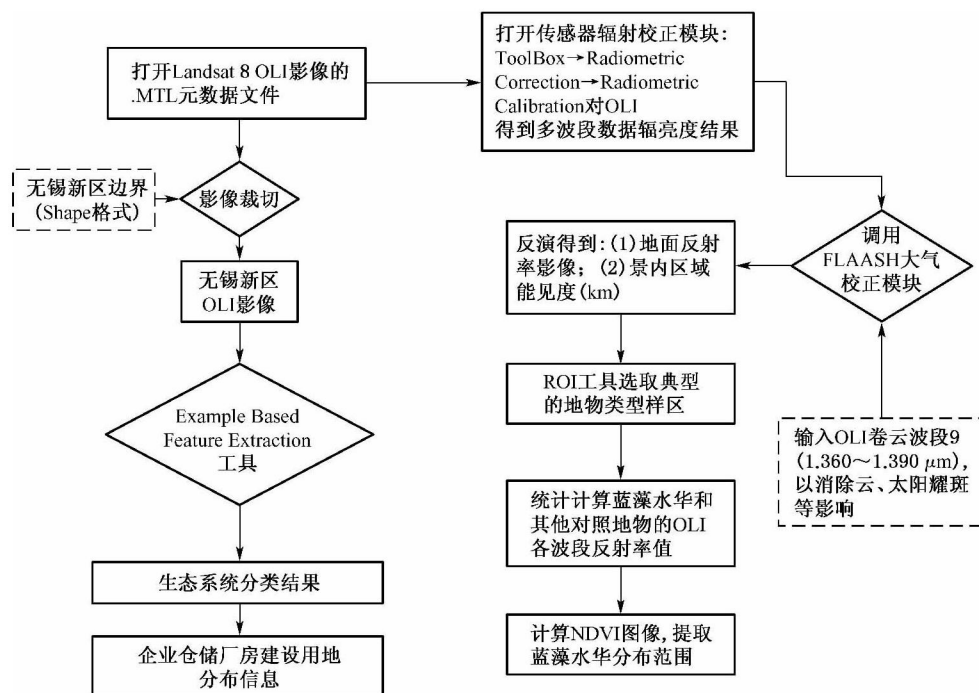 打开Landsat 8 OLI影像的
.MTL元数据文件
打开传感器辐射校正模块:
ToolBox→Radiometric
Correction→Radiometric
Calibration对OLI
得到多波段数据辐亮度结果
无锡新区边界
(Shape格式)
影像裁切
无锡新区
OLI影像
Example Based
Feature Extraction
工具
生态系统分类结果
企业仓储厂房建设用地
分布信息
调用
FLAASH大气
校正模块
输入OLI卷云波段9
(1.360～1.390 μm),
以消除云、太阳耀斑
等影响
反演得到:(1)地面反射
率影像；(2)景内区域
能见度(km)
ROI工具选取典型
的地物类型样区
统计计算蓝藻水华和
其他对照地物的OLI
各波段反射率值
计算NDVI图像,提取
蓝藻水华分布范围